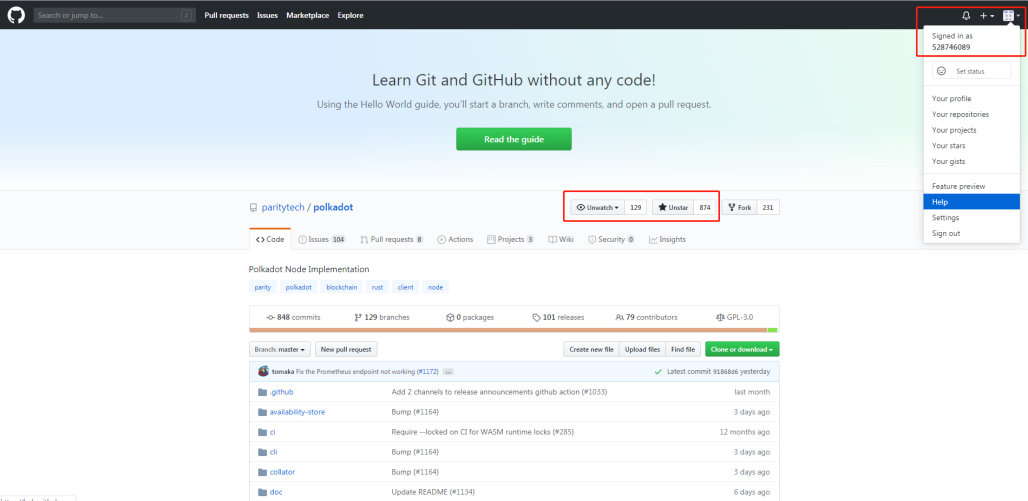 Search or jump to... /
Pull requests Issues Marketplace Explore
Signed in as
528746089
Set status
Your profile
Your repositories
Your projects
Your stars
Your gists
Feature preview
Help
Settings
Sign out
Learn Git and GitHub without any code!
Using the Hello World guide, you'll start a branch, write comments, and open a pull request.
Read the guide
paritytech / polkadot
Unwatch 129 Unstar 874 Fork 231
Code Issues 104 Pull requests 8 Actions Projects 3 Wiki Security 0 Insights
Polkadot Node Implementation
parity polkadot blockchain rust client node
848 commits 129 branches 0 packages 101 releases 79 contributors GPL-3.0
Branch: master New pull request Create new file Upload files Find file Clone or download
tomaka Fix the Prometheus endpoint not working (#1172) ... Latest commit 91868d6 yesterday
.github Add 2 channels to release announcements github action (#1033) last month
availability-store Bump (#1164) 3 days ago
ci Require --locked on CI for WASM runtime locks (#285) 12 months ago
cli Bump (#1164) 3 days ago
collator Bump (#1164) 3 days ago
doc Update README (#1134) 6 days ago